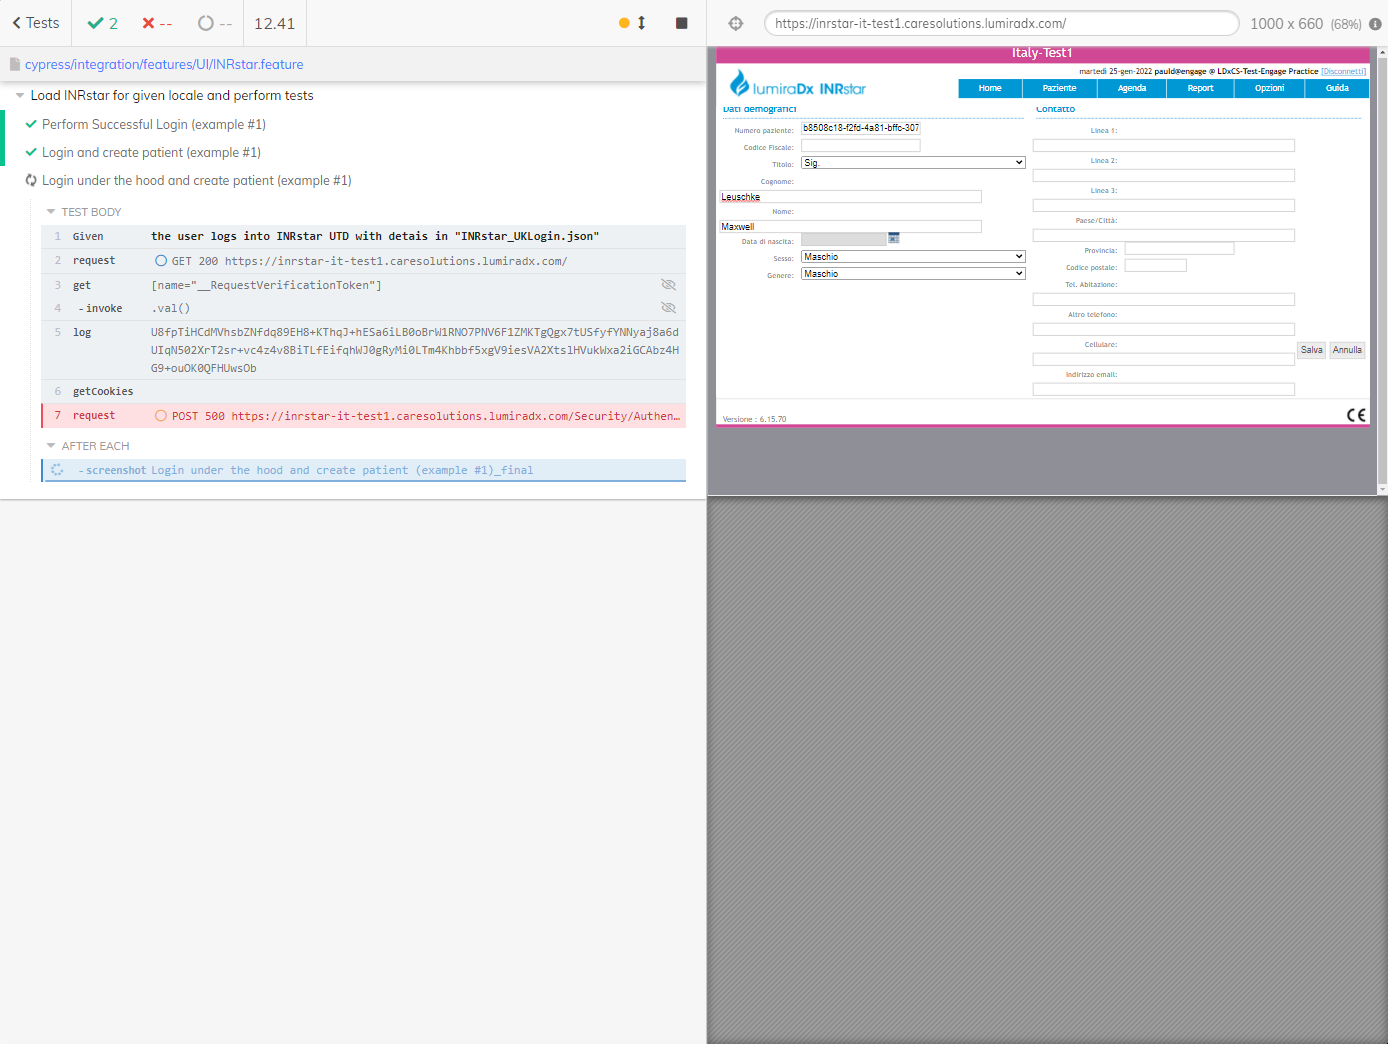 Tests
2
--
--
12.41
cypress/integration/features/UI/INRstar.feature
Load INRstar for given locale and perform tests
Perform Successful Login (example #1)
Login and create patient (example #1)
Login under the hood and create patient (example #1)
TEST BODY
1 Given the user logs into INRstar UTD with detais in "INRstar_UKLogin.json"
2 request GET 200 https://inrstar-it-test1.caresolutions.lumiradx.com/
3 get [name="__RequestVerificationToken"]
4 -invoke .val()
5 log U8fpTiHCdMVhsbZNfdq89EH8+KThqJ+hESa6iLB0oBrW1RNO7PNV6F1ZMKTgQgx7tUSfyfYNNyaj8a6d
UIqN502XrT2sr+vc4z4v8BiTLfEifqhWJ0gRyMi0LTm4Khbbf5xgV9iesVA2XtslHVukWxa2iGCAbz4H
G9+ouOK0QFHUwsOb
6 getCookies
7 request POST 500 https://inrstar-it-test1.caresolutions.lumiradx.com/Security/Authen...
AFTER EACH
-screenshot Login under the hood and create patient (example #1)_final
https://inrstar-it-test1.caresolutions.lumiradx.com/
1000 x 660 (68%)
Italy-Test1
martedì 25-gen-2022 pauld@engage @ LDxCS-Test-Engage Practice [Disconnetti]
lumiraDx INRstar
Home Paziente Agenda Report Opzioni Guida
Dati demografici
Numero paziente: b8508c18-f2fd-4a81-bffc-307
Codice Fiscale:
Titolo: Sig.
Cognome:
Leuschke
Nome:
Maxwell
Data di nascita:
Sesso: Maschio
Genere: Maschio
Contatto
Linea 1:
Linea 2:
Linea 3:
Paese/Città:
Provincia:
Codice postale:
Tel. Abitazione:
Altro telefono:
Cellulare:
Indirizzo email:
Salva Annulla
Versione : 6.15.70
CE